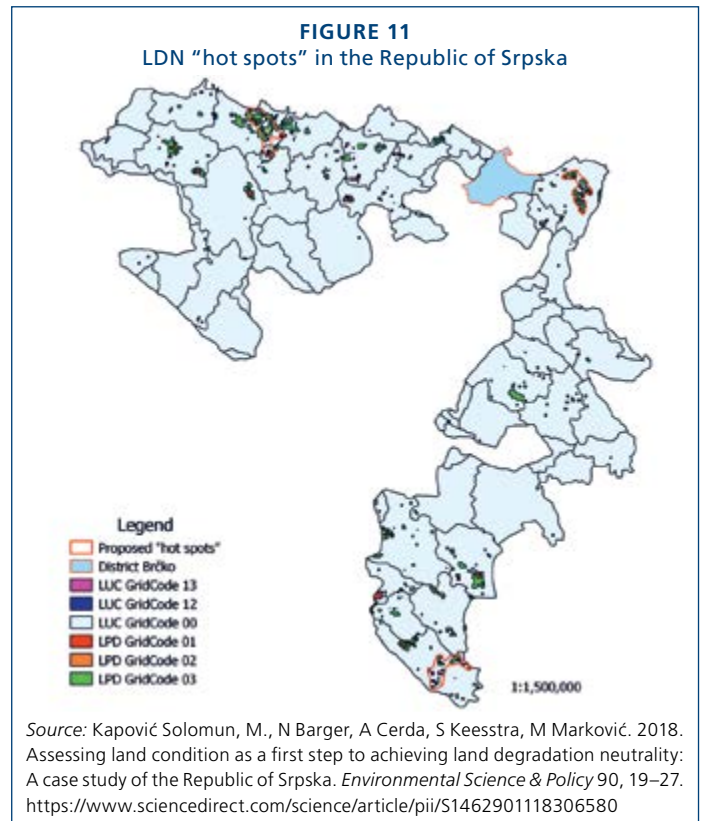 FIGURE 11
LDN “hot spots” in the Republic of Srpska
Legend
Proposed “hot spots”
District Brčko
LUC GridCode 13
LUC GridCode 12
LUC GridCode 00
LPD GridCode 01
LPD GridCode 02
LPD GridCode 03
1:1,500,000
Source: Kapović Solomun, M., N Barger, A Cerda, S Keesstra, M Marković. 2018.
Assessing land condition as a first step to achieving land degradation neutrality:
A case study of the Republic of Srpska. Environmental Science & Policy 90, 19–27.
https://www.sciencedirect.com/science/article/pii/S1462901118306580